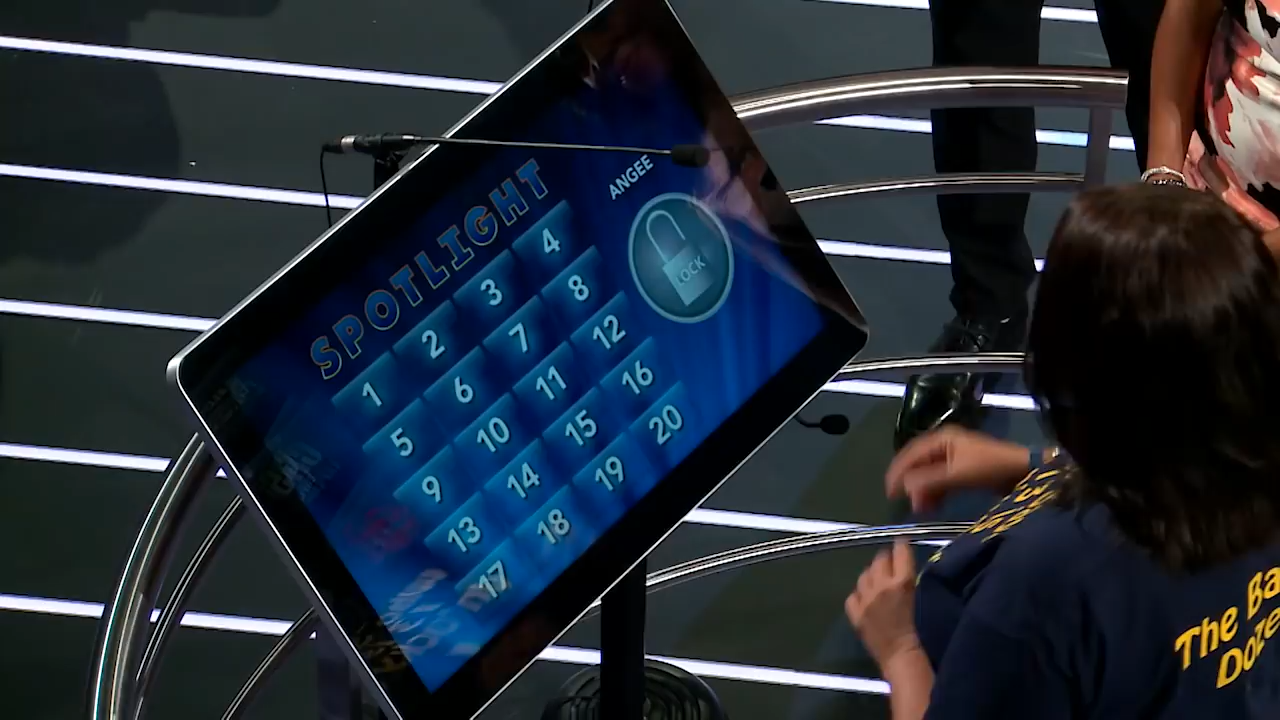 SPOTLIGHT
ANGEE
LOCK
1 2 3 4
5 6 7 8
9 10 11 12
13 14 15 16
17 18 19 20
The Ba
Doze